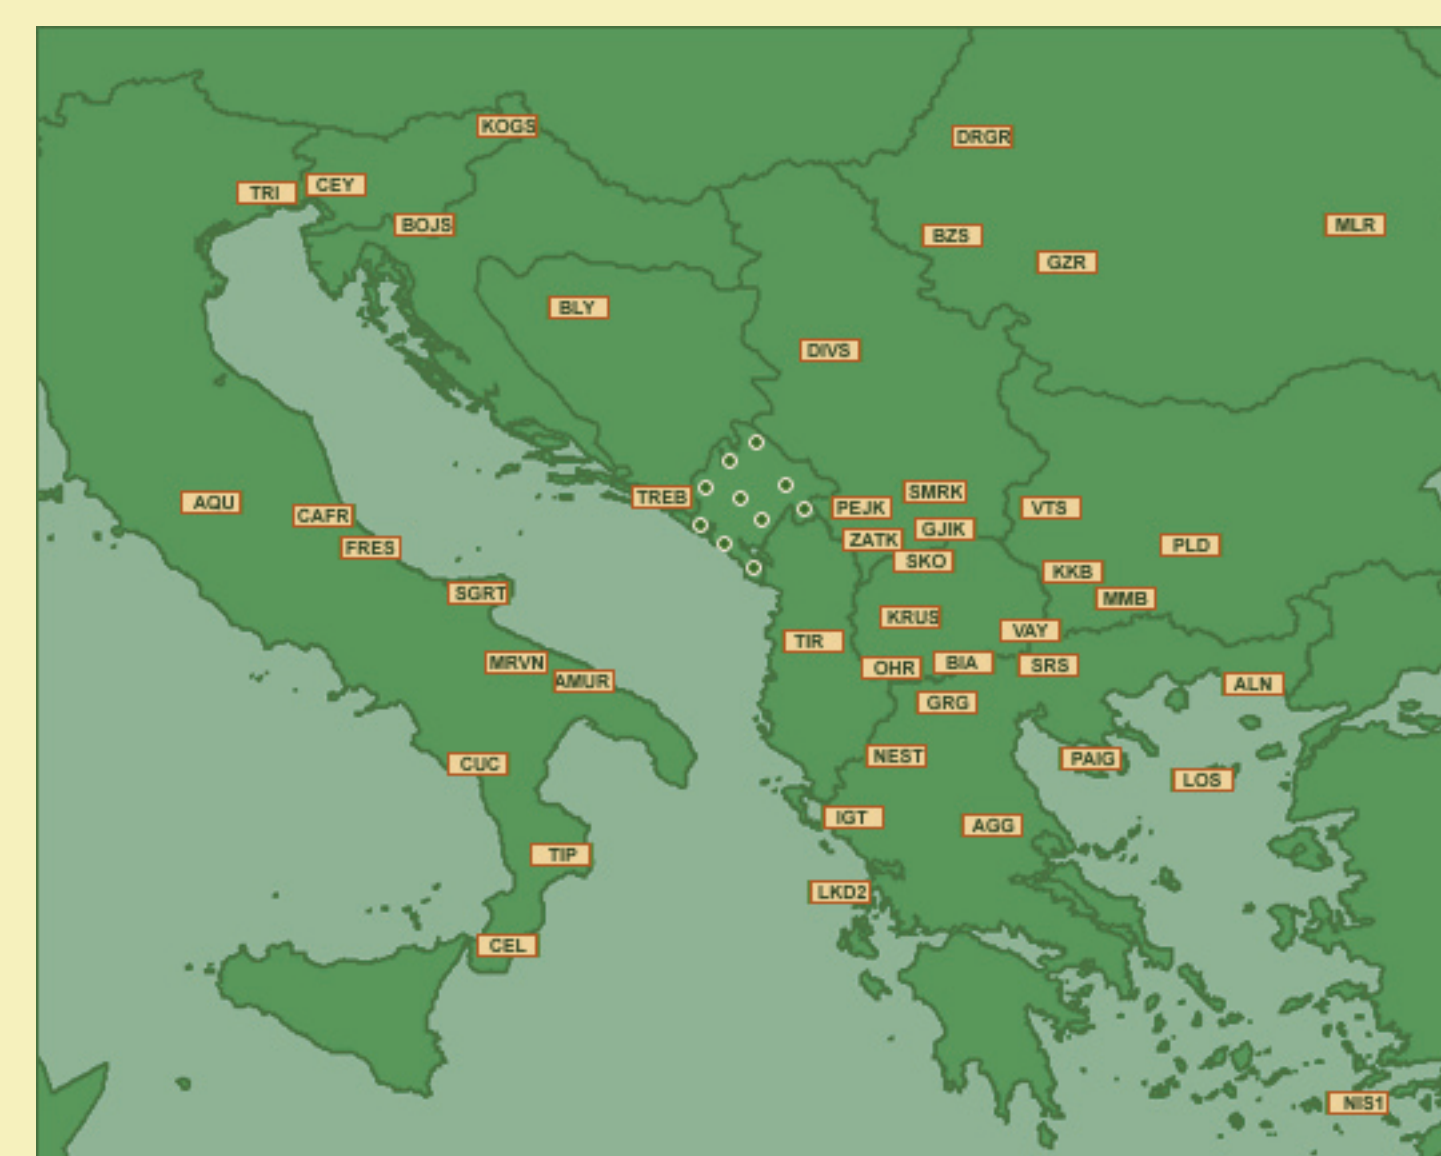 KOGS
DRGR
CEY
TRI
BOJS
MLR
BZS
GZR
BLY
DIVS
SMRK
TREB
AQU
PEJK
VTS
CAFR
GJIK
ZATK
PLD
FRES
SKO
KKB
SGRT
MMB
KRUS
VAY
TIR
MRVN
BIA
SRS
OHR
AMUR
ALN
GRG
NEST
PAIG
CUC
LOS
IGT
AGG
TIP
LKD2
CEL
NIS1